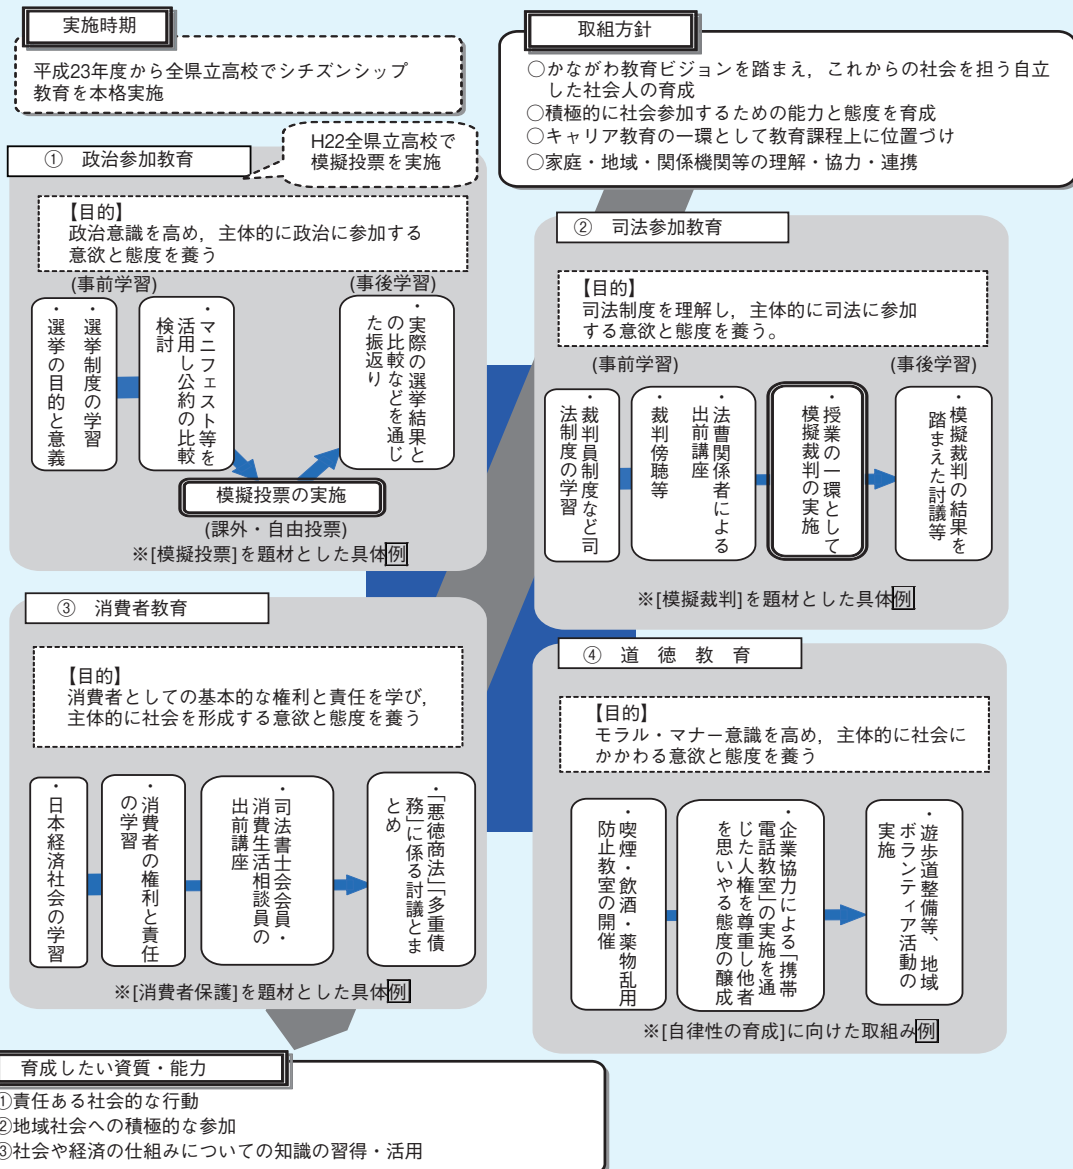 実施時期
平成23年度から全県立高校でシチズンシップ
教育を本格実施
取組方針
○かながわ教育ビジョンを踏まえ，これからの社会を担う自立
した社会人の育成
○積極的に社会参加するための能力と態度を育成
○キャリア教育の一環として教育課程上に位置づけ
○家庭・地域・関係機関等の理解・協力・連携
① 政治参加教育
H22全県立高校で
模擬投票を実施
【目的】
政治意識を高め，主体的に政治に参加する
意欲と態度を養う
(事前学習)
(事後学習)
・選挙制度の学習
・選挙の目的と意義
・マニフェスト等を
活用し公約の比較
検討
模擬投票の実施
(課外・自由投票)
・実際の選挙結果と
の比較などを通じ
た振返り
※[模擬投票]を題材とした具体例
② 司法参加教育
【目的】
司法制度を理解し，主体的に司法に参加
する意欲と態度を養う。
(事前学習)
(事後学習)
・裁判員制度など司
法制度の学習
・法曹関係者による
出前講座
・裁判傍聴等
・授業の一環として
模擬裁判の実施
・模擬裁判の結果を
踏まえた討議等
※[模擬裁判]を題材とした具体例
③ 消費者教育
【目的】
消費者としての基本的な権利と責任を学び，
主体的に社会を形成する意欲と態度を養う
・日本経済社会の学習
・消費者の権利と責任
の学習
・司法書士会会員・
消費生活相談員の
出前講座
・「悪徳商法」「多重債
務」に係る討議とま
とめ
※[消費者保護]を題材とした具体例
④ 道 徳 教 育
【目的】
モラル・マナー意識を高め，主体的に社会に
かかわる意欲と態度を養う
・喫煙・飲酒・薬物乱用
防止教室の開催
・企業協力による「携帯
電話教室」の実施を通
じた人権を尊重し他者
を思いやる態度の醸成
・遊歩道整備等、地域
ボランティア活動の
実施
※[自律性の育成]に向けた取組み例
育成したい資質・能力
①責任ある社会的な行動
②地域社会への積極的な参加
③社会や経済の仕組みについての知識の習得・活用